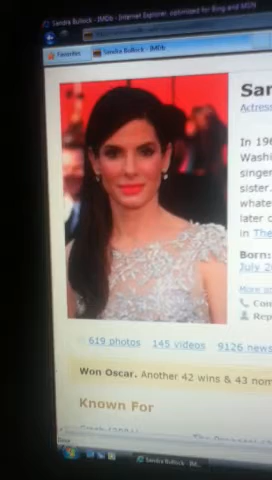 Sandra Bullock - IMDb - Internet Explorer, optimized for Bing and MSN
Favorites
Sandra Bullock - IMDb
San
Actress
In 196
Washi
singer
sister.
whate
later c
in The
Born:
July 2
More
Rep
619 photos 145 videos 9126 news
Won Oscar. Another 42 wins & 43 nom
Known For
Done
Sandra Bullock - IM...